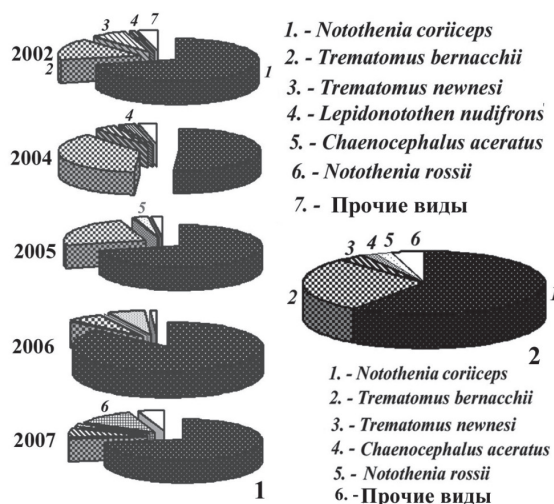 3 4 7
2002
2 1
4
2004
5
2005
2006
6
2007
1
1. - Notothenia coriiceps
2. - Trematomus bernacchii
3. - Trematomus newnesi
4. - Lepidonotothen nudifrons
5. - Chaenocephalus aceratus
6. - Notothenia rossii
7. - Прочие виды
3 4 5 6
2 1
2
1. - Notothenia coriiceps
2. - Trematomus bernacchii
3. - Trematomus newnesi
4. - Chaenocephalus aceratus
5. - Notothenia rossii
6. - Прочие виды